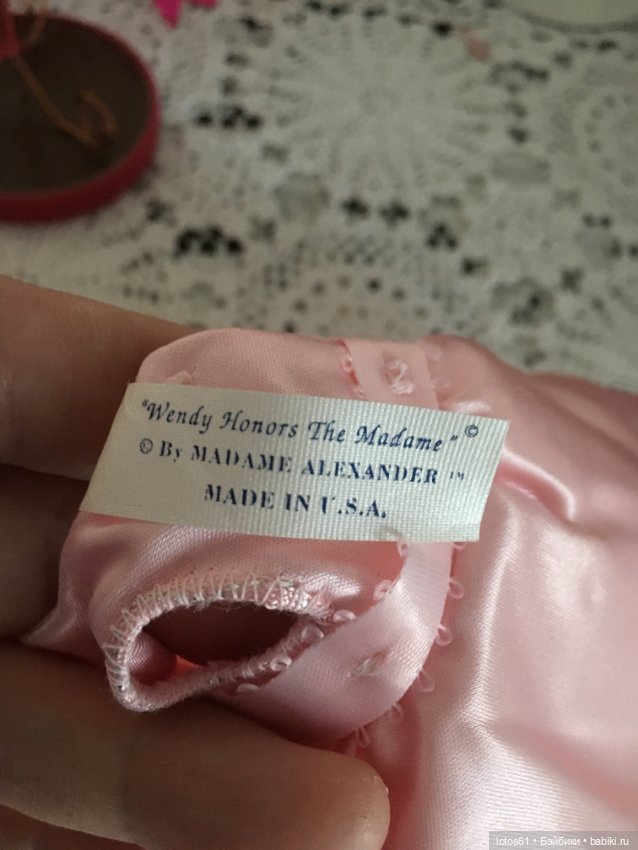 "Wendy Honors The Madame" ©
© By MADAME ALEXANDER ™
MADE IN U.S.A.
lotos61 • Бэйбики • babiki.ru